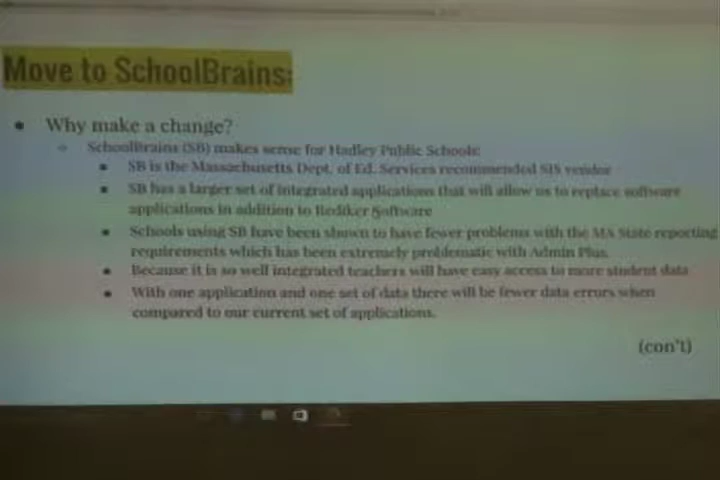 Move to SchoolBrains:
• Why make a change?
○ SchoolBrains (SB) makes sense for Hadley Public Schools:
▪ SB is the Massachusetts Dept. of Ed. Services recommended SIS vendor
▪ SB has a larger set of integrated applications that will allow us to replace software
applications in addition to Rediker Software
▪ Schools using SB have been shown to have fewer problems with the MA State reporting
requirements which has been extremely problematic with Admin Plus.
▪ Because it is so well integrated teachers will have easy access to more student data
▪ With one application and one set of data there will be fewer data errors when
compared to our current set of applications.
(con't)